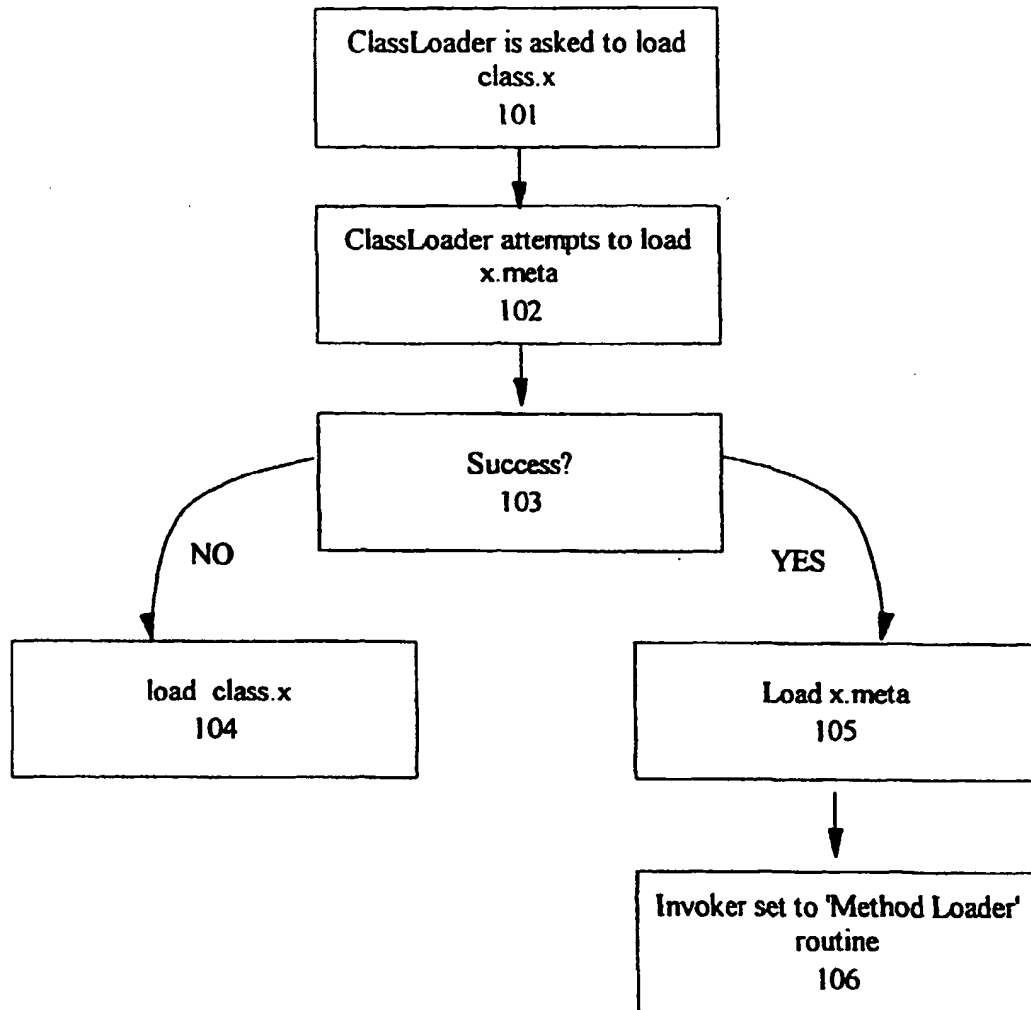 ClassLoader is asked to load
class.x
101
ClassLoader attempts to load
x.meta
102
Success?
103
NO
YES
load class.x
104
Load x.meta
105
Invoker set to 'Method Loader'
routine
106